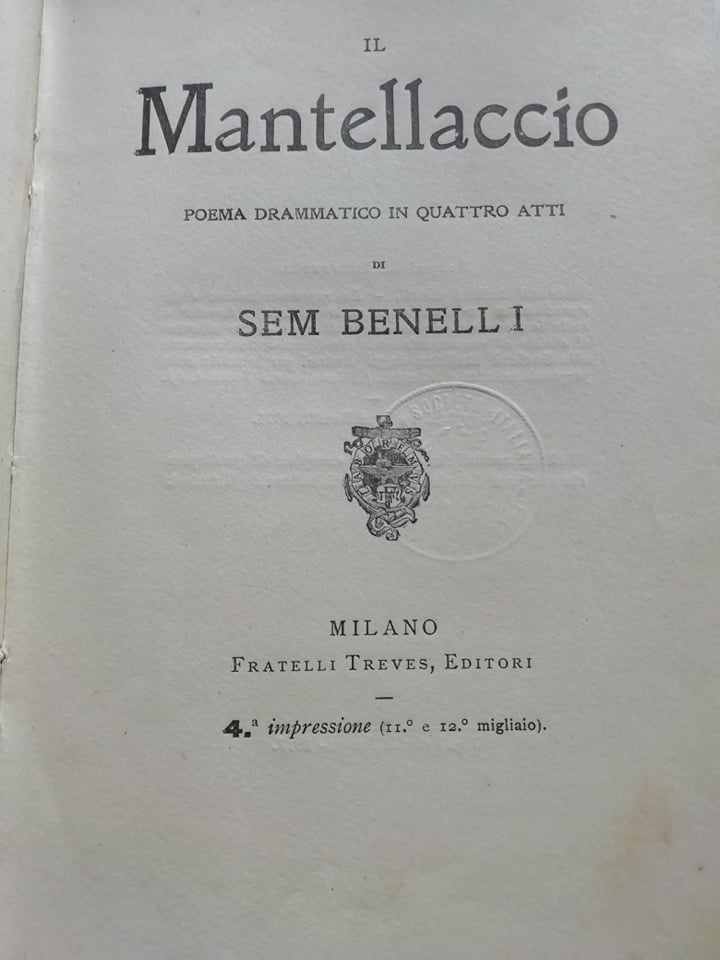 IL
Mantellaccio
POEMA DRAMMATICO IN QUATTRO ATTI
DI
SEM BENELLI
LABOREMUS
MILANO
FRATELLI TREVES, EDITORI
4.ª impressione (11.º e 12.º migliaio).